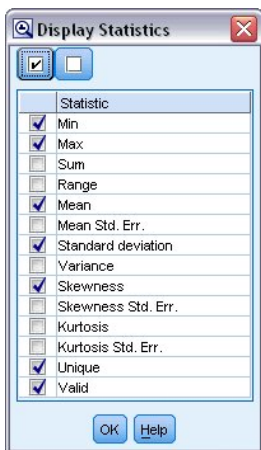 Display Statistics
Statistic
Min
Max
Sum
Range
Mean
Mean Std. Err.
Standard deviation
Variance
Skewness
Skewness Std. Err.
Kurtosis
Kurtosis Std. Err.
Unique
Valid
OK Help